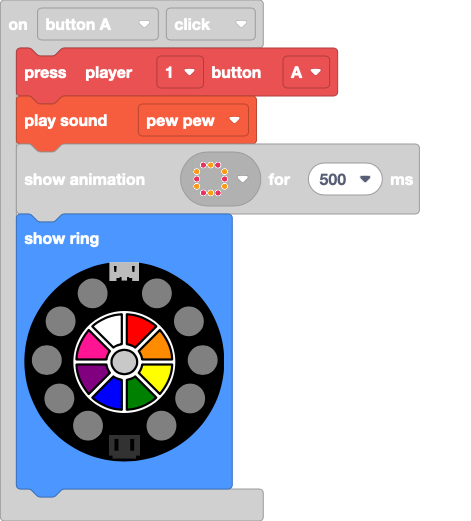 on button A click
press player 1 button A
play sound pew pew
show animation for 500 ms
show ring